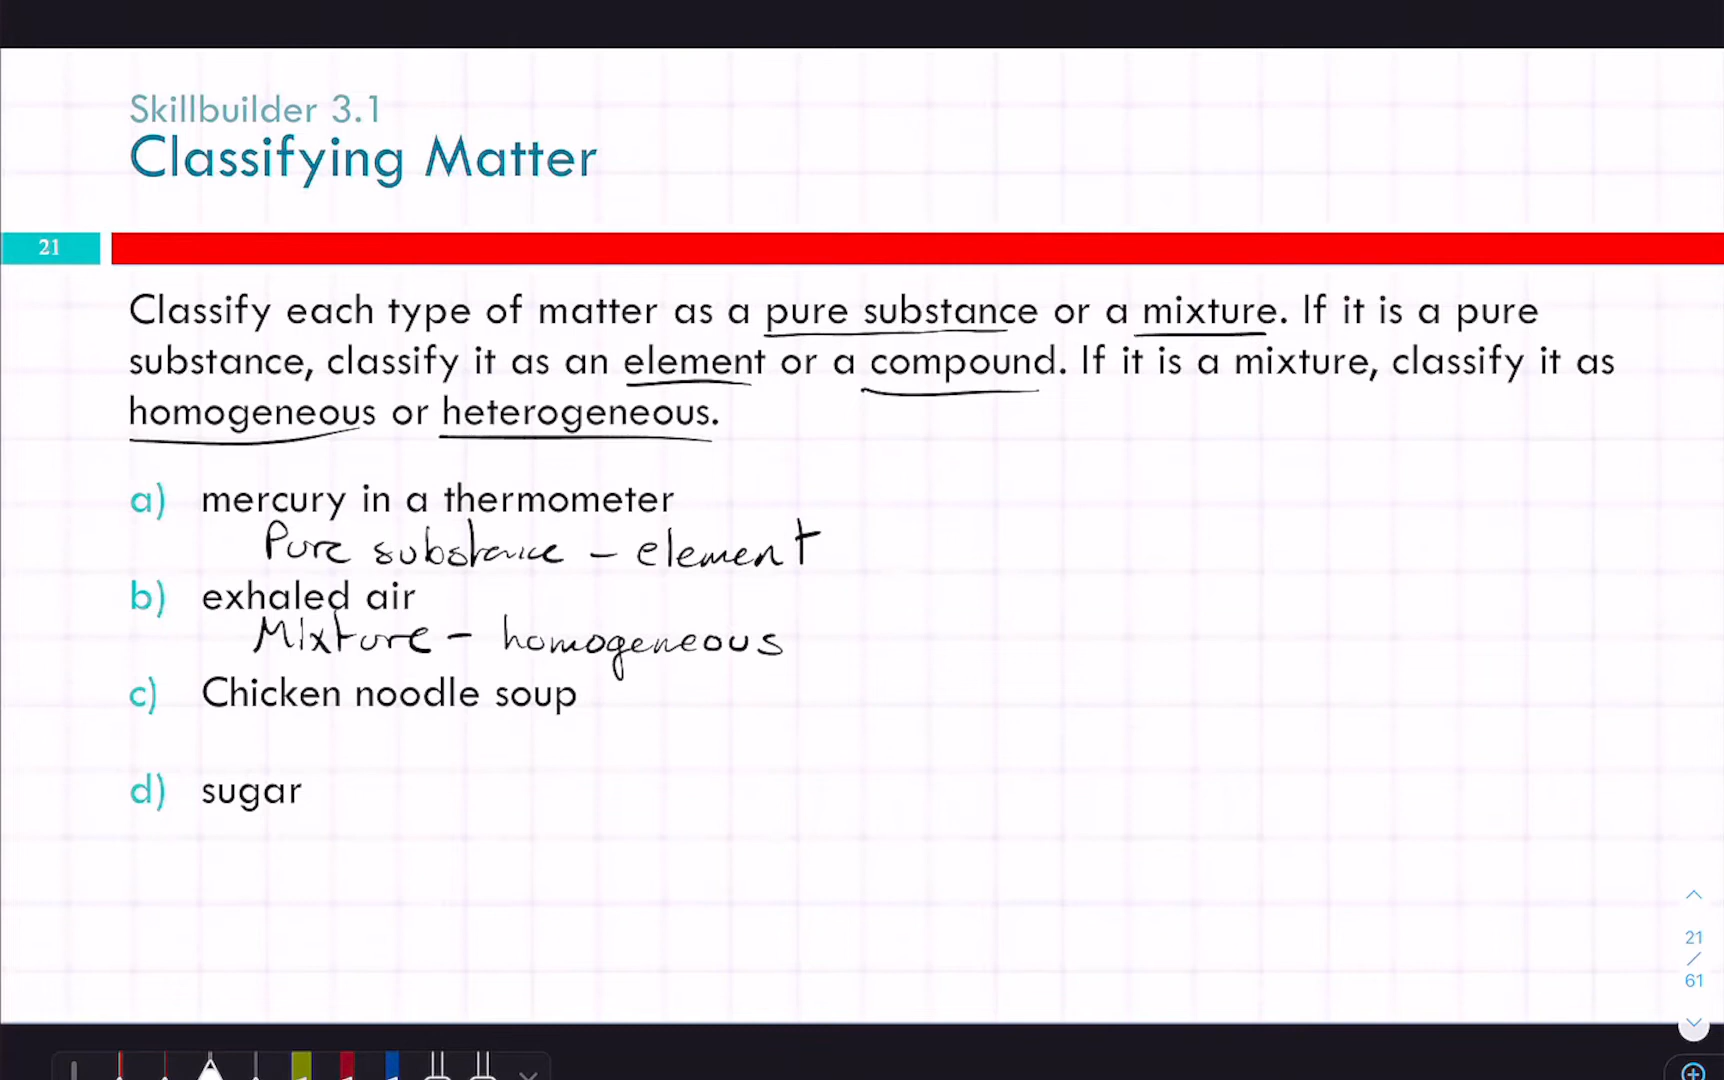 Skillbuilder 3.1
Classifying Matter
21
Classify each type of matter as a pure substance or a mixture. If it is a pure
substance, classify it as an element or a compound. If it is a mixture, classify it as
homogeneous or heterogeneous.
a) mercury in a thermometer
Pure substance – element
b) exhaled air
Mixture – homogeneous
c) Chicken noodle soup
d) sugar
21
/
61